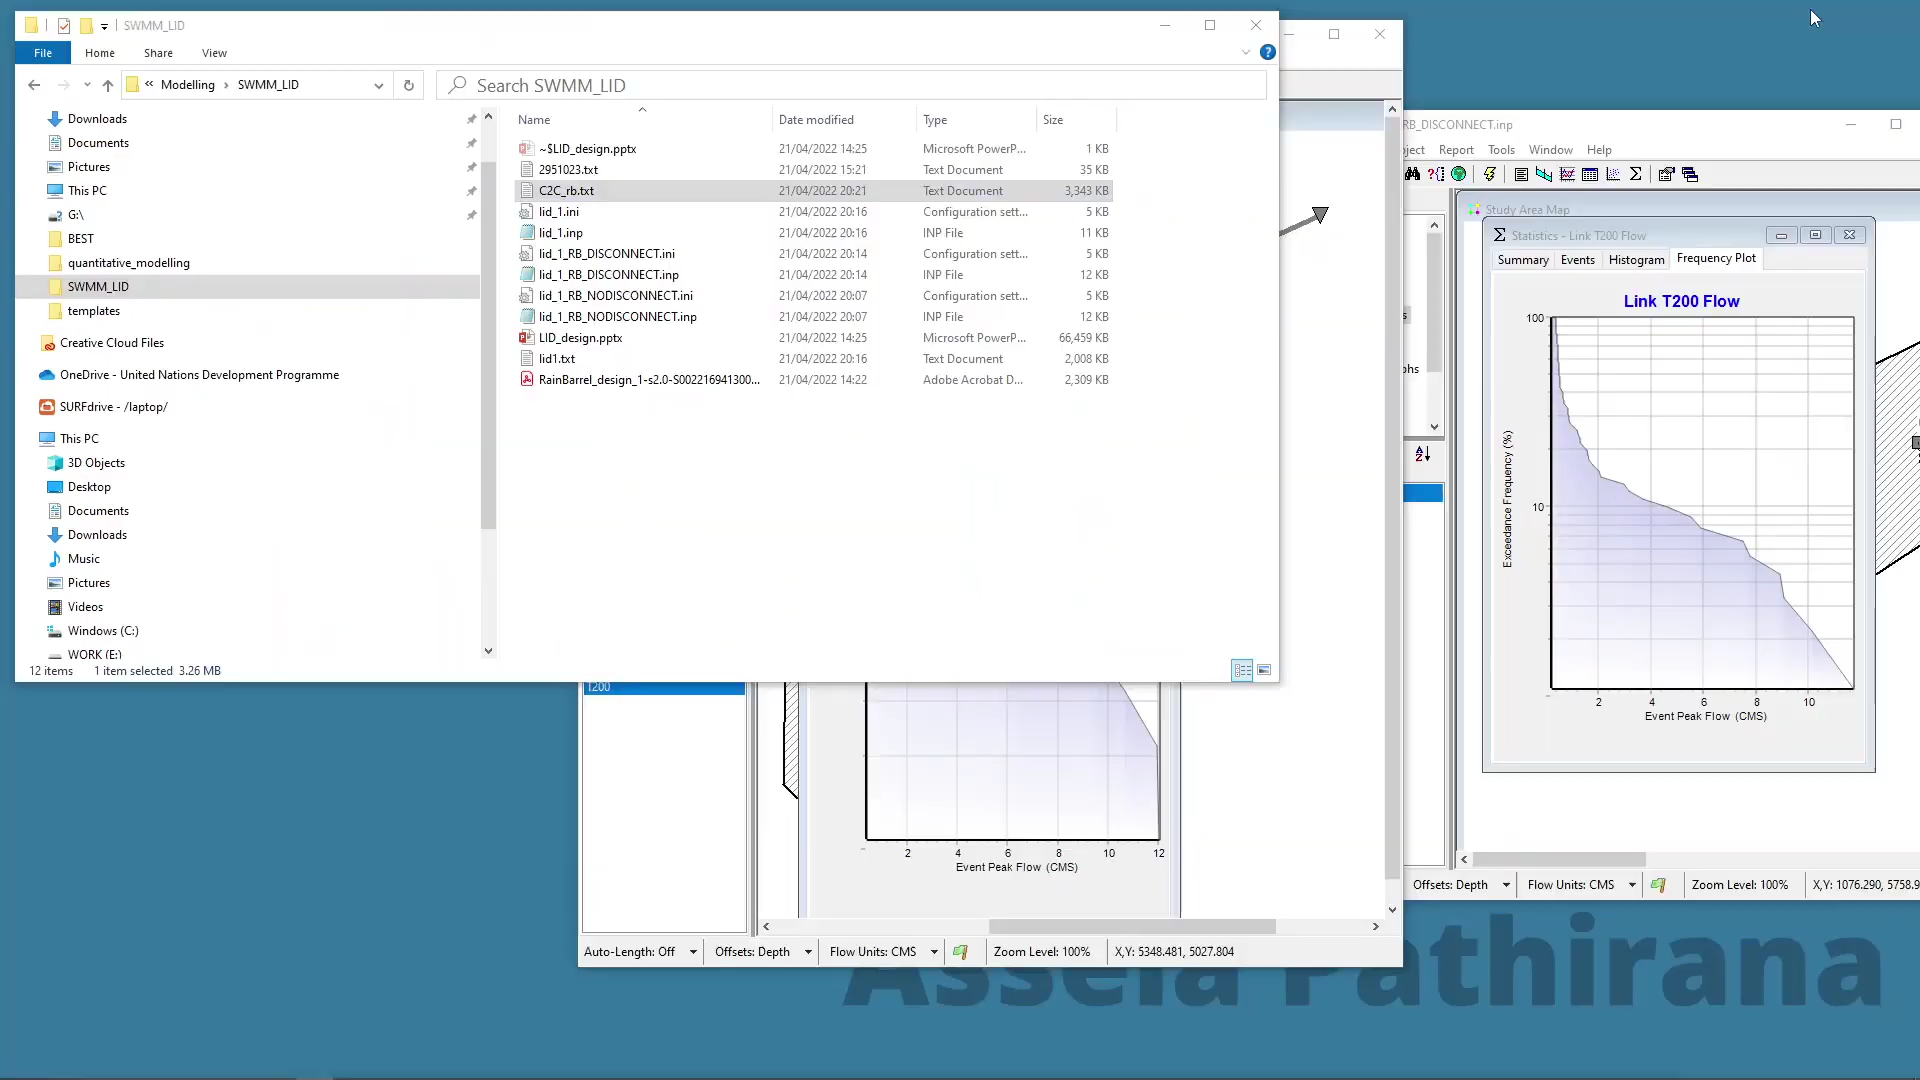 SWMM_LID
File Home Share View
« Modelling › SWMM_LID
Search SWMM_LID
Downloads
Documents
Pictures
This PC
G:\
BEST
quantitative_modelling
SWMM_LID
templates
Creative Cloud Files
OneDrive - United Nations Development Programme
SURFdrive - /laptop/
This PC
3D Objects
Desktop
Documents
Downloads
Music
Pictures
Videos
Windows (C:)
WORK (E:)
12 items 1 item selected 3.26 MB
Name Date modified Type Size
~$LID_design.pptx 21/04/2022 14:25 Microsoft PowerP... 1 KB
2951023.txt 21/04/2022 15:21 Text Document 35 KB
C2C_rb.txt 21/04/2022 20:21 Text Document 3,343 KB
lid_1.ini 21/04/2022 20:16 Configuration sett... 5 KB
lid_1.inp 21/04/2022 20:16 INP File 11 KB
lid_1_RB_DISCONNECT.ini 21/04/2022 20:14 Configuration sett... 5 KB
lid_1_RB_DISCONNECT.inp 21/04/2022 20:14 INP File 12 KB
lid_1_RB_NODISCONNECT.ini 21/04/2022 20:07 Configuration sett... 5 KB
lid_1_RB_NODISCONNECT.inp 21/04/2022 20:07 INP File 12 KB
LID_design.pptx 21/04/2022 14:25 Microsoft PowerP... 66,459 KB
lid1.txt 21/04/2022 20:16 Text Document 2,008 KB
RainBarrel_design_1-s2.0-S002216941300... 21/04/2022 14:22 Adobe Acrobat D... 2,309 KB
T200
2 4 6 8 10 12
Event Peak Flow (CMS)
Auto-Length: Off Offsets: Depth Flow Units: CMS Zoom Level: 100% X,Y: 5348.481, 5027.804
RB_DISCONNECT.inp
ject Report Tools Window Help
Study Area Map
Statistics - Link T200 Flow
Summary Events Histogram Frequency Plot
Link T200 Flow
100
10
Exceedance Frequency (%)
2 4 6 8 10
Event Peak Flow (CMS)
phs
Offsets: Depth Flow Units: CMS Zoom Level: 100% X,Y: 1076.290, 5758.9
Assela Pathirana